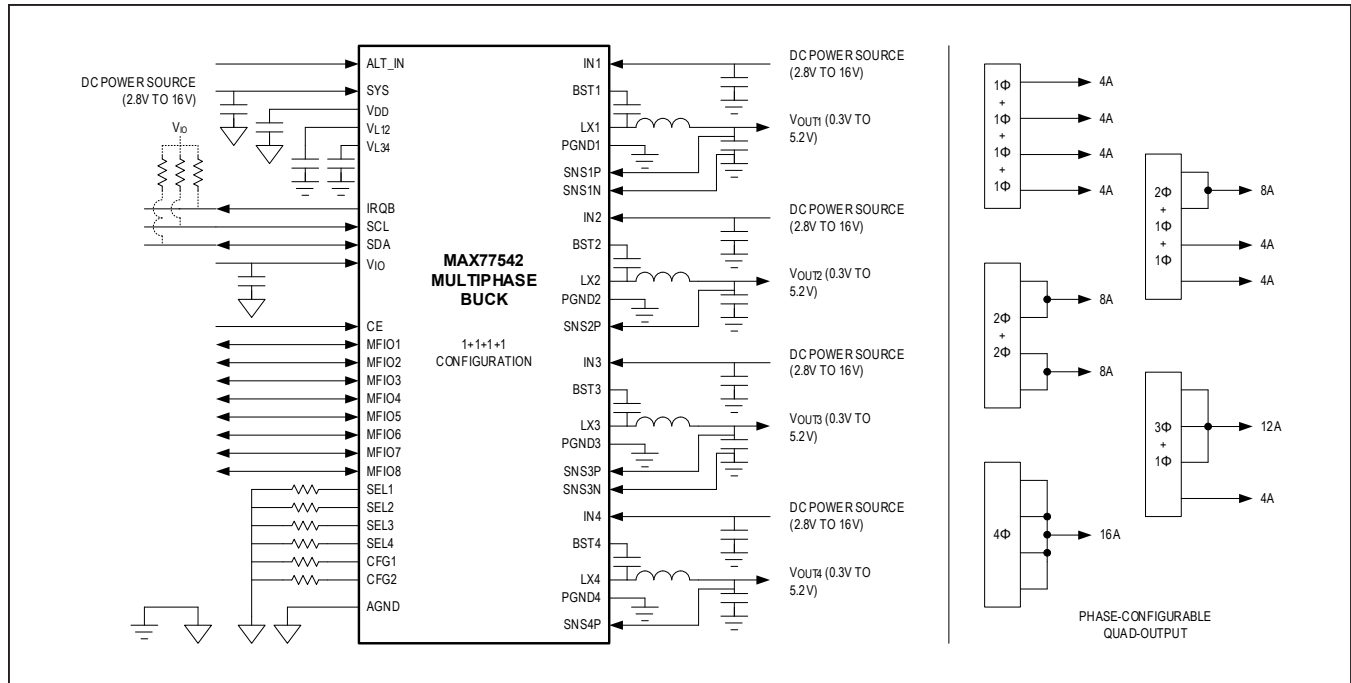 ALT_IN
DC POWER SOURCE
(2.8V TO 16V)
SYS
VDD
VIO
VL12
VL34
IRQB
SCL
SDA
VIO
CE
MFIO1
MFIO2
MFIO3
MFIO4
MFIO5
MFIO6
MFIO7
MFIO8
SEL1
SEL2
SEL3
SEL4
CFG1
CFG2
AGND
MAX77542
MULTIPHASE
BUCK
1+1+1+1
CONFIGURATION
IN1
BST1
LX1
PGND1
SNS1P
SNS1N
IN2
BST2
LX2
PGND2
SNS2P
IN3
BST3
LX3
PGND3
SNS3P
SNS3N
IN4
BST4
LX4
PGND4
SNS4P
DC POWER SOURCE
(2.8V TO 16V)
VOUT1 (0.3V TO
5.2V)
DC POWER SOURCE
(2.8V TO 16V)
VOUT2 (0.3V TO
5.2V)
DC POWER SOURCE
(2.8V TO 16V)
VOUT3 (0.3V TO
5.2V)
DC POWER SOURCE
(2.8V TO 16V)
VOUT4 (0.3V TO
5.2V)
1Φ
+
1Φ
+
1Φ
+
1Φ
4A
4A
4A
4A
2Φ
+
1Φ
+
1Φ
8A
4A
4A
2Φ
+
2Φ
8A
8A
3Φ
+
1Φ
12A
4A
4Φ
16A
PHASE-CONFIGURABLE
QUAD-OUTPUT